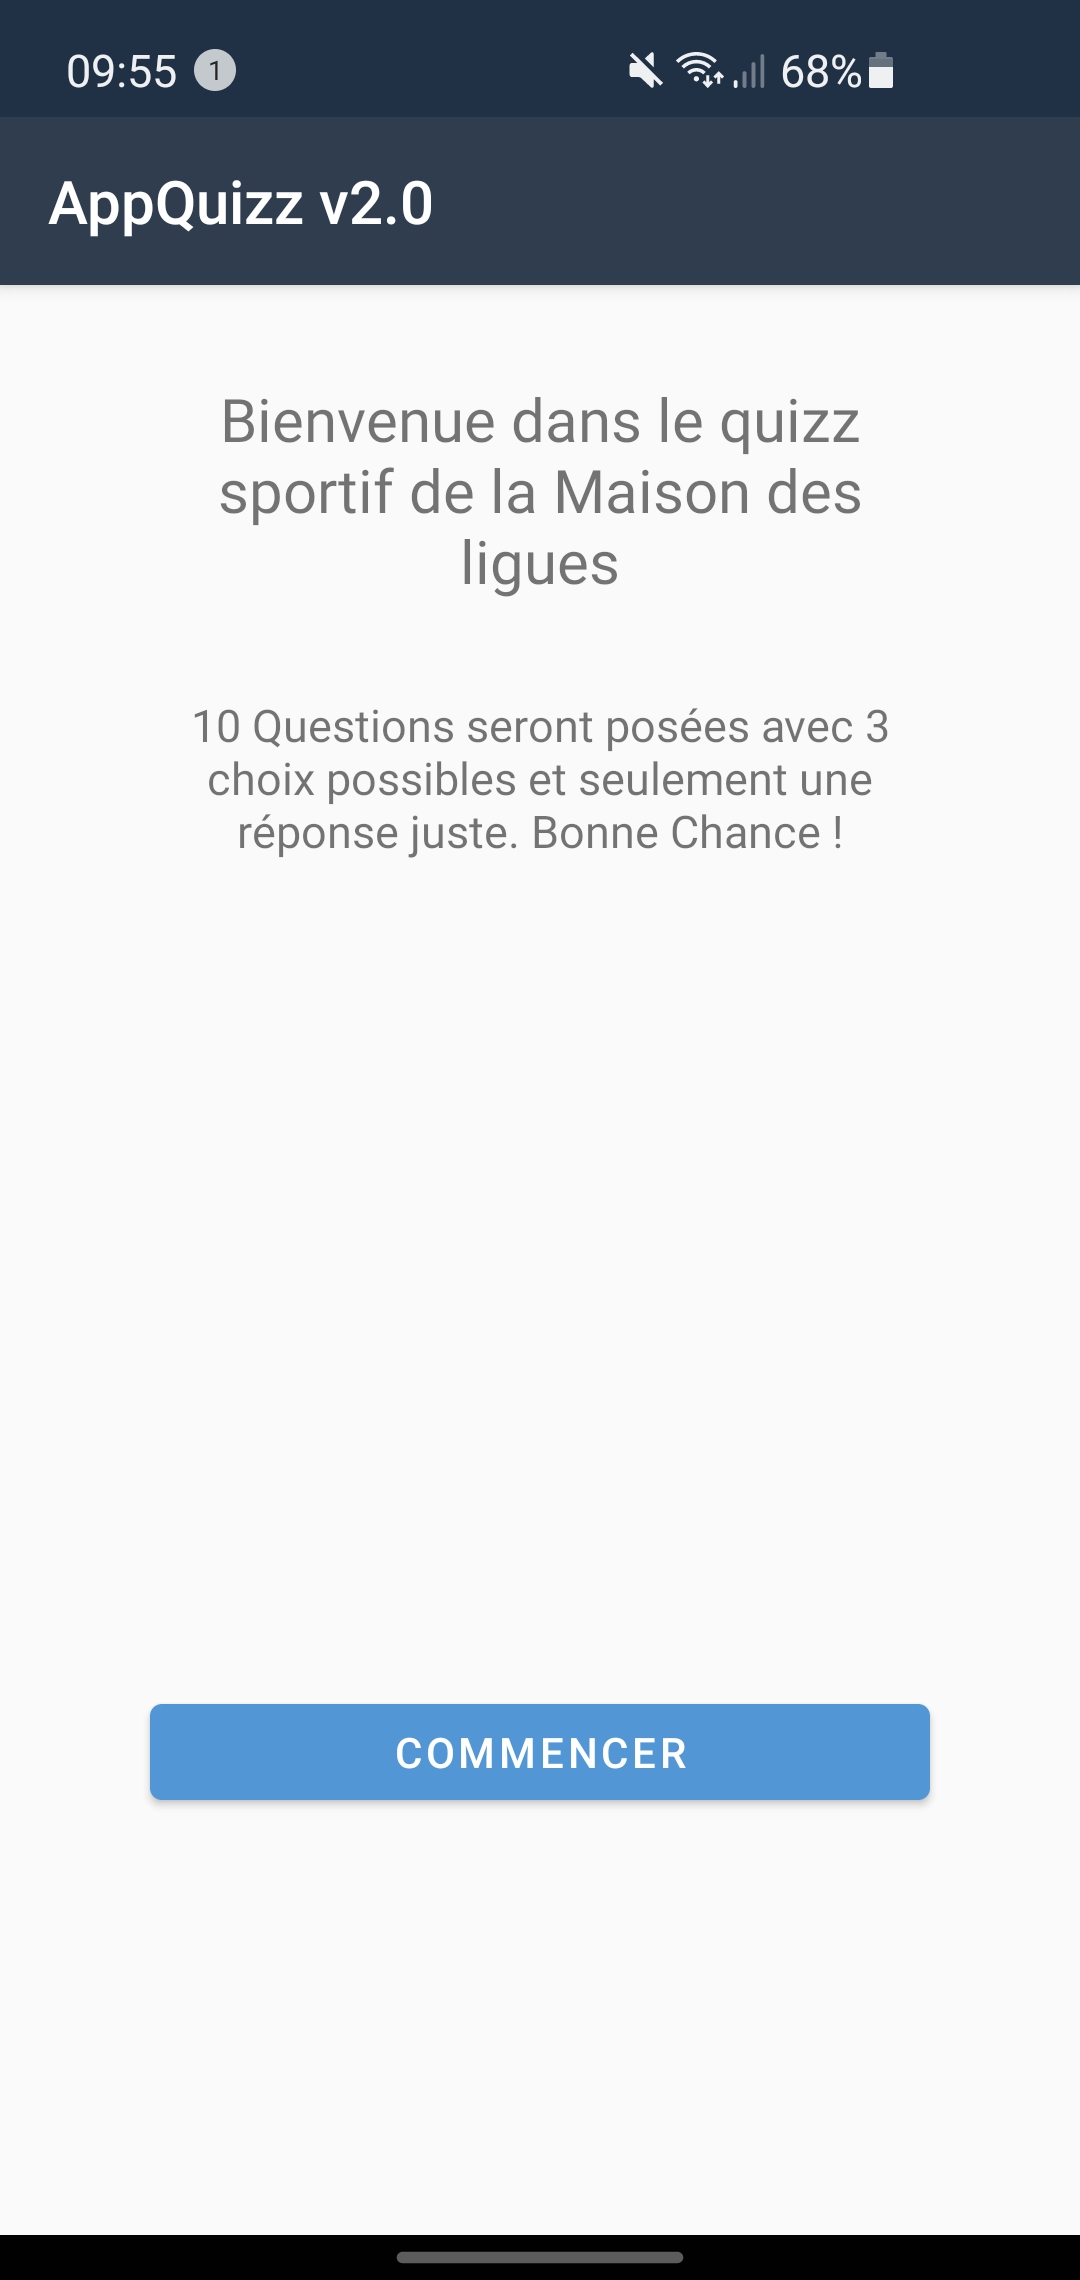 09:55 1 68%
AppQuizz v2.0
Bienvenue dans le quizz
sportif de la Maison des
ligues
10 Questions seront posées avec 3
choix possibles et seulement une
réponse juste. Bonne Chance !
COMMENCER